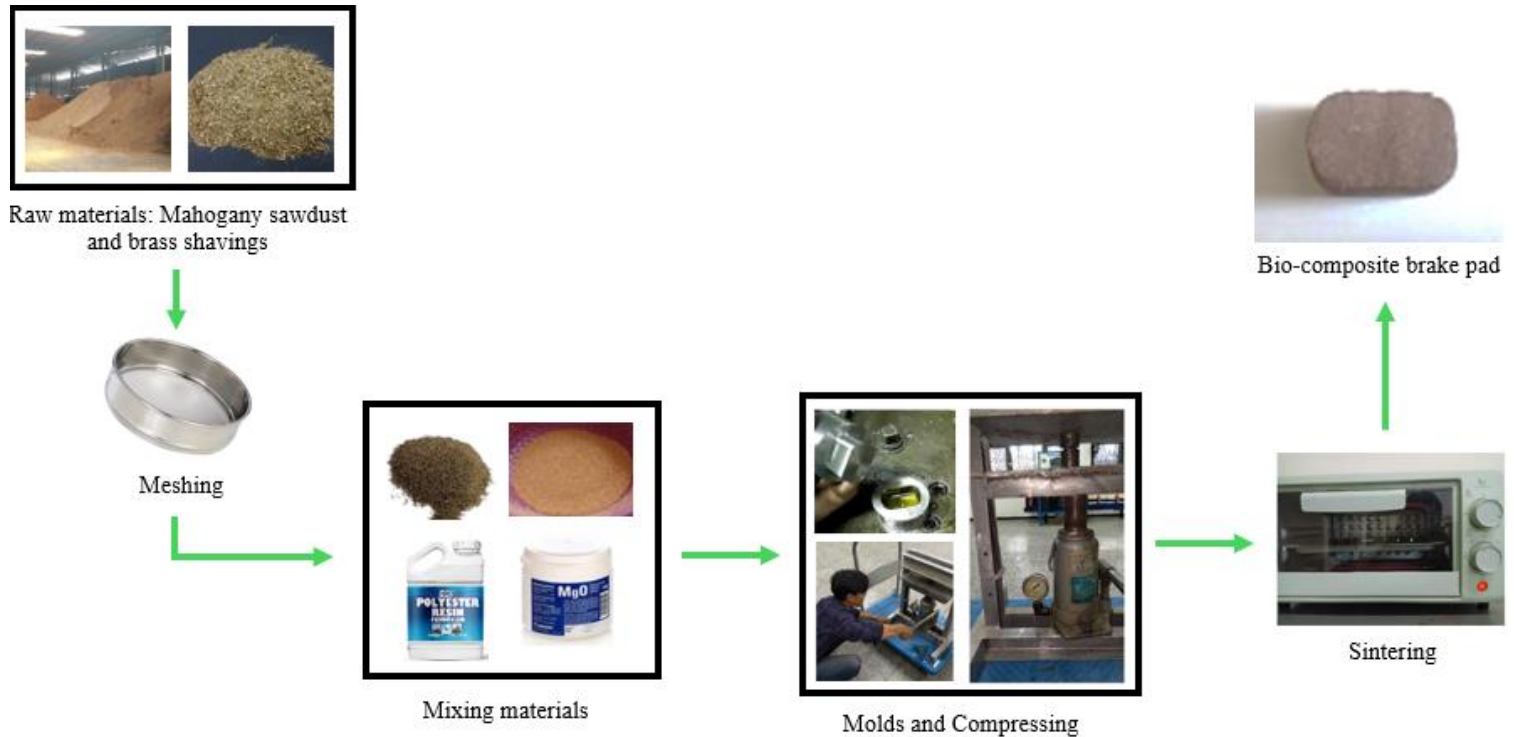 Raw materials: Mahogany sawdust
and brass shavings
Meshing
POLYESTER
RESIN
MgO
Mixing materials
Molds and Compressing
Sintering
Bio-composite brake pad